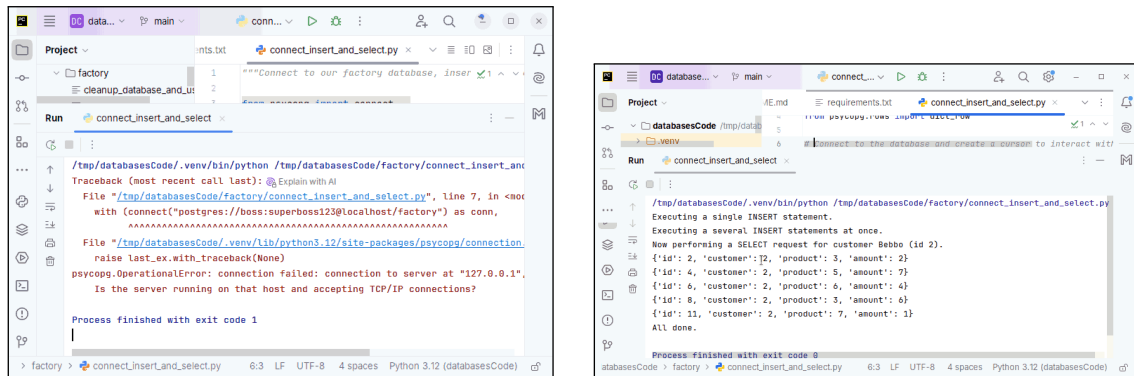 DC data... main conn...
Project nts.txt connect_insert_and_select.py
factory
cleanup_database_and_us
1 """Connect to our factory database, inser 1
2
from psycopg import connect
Run connect_insert_and_select
/tmp/databasesCode/.venv/bin/python /tmp/databasesCode/factory/connect_insert_and
Traceback (most recent call last): Explain with AI
File "/tmp/databasesCode/factory/connect_insert_and_select.py", line 7, in <mod
with (connect("postgres://boss:superboss123@localhost/factory") as conn,
^^^^^^^^^^^^^^^^^^^^^^^^^^^^^^^^^^^^^^^^^^^^^^^^^^^^^
File "/tmp/databasesCode/.venv/lib/python3.12/site-packages/psycopg/connection.
raise last_ex.with_traceback(None)
psycopg.OperationalError: connection failed: connection to server at "127.0.0.1",
Is the server running on that host and accepting TCP/IP connections?
Process finished with exit code 1
factory > connect_insert_and_select.py 6:3 LF UTF-8 4 spaces Python 3.12 (databasesCode)
DC database... main connect_...
Project ME.md requirements.txt connect_insert_and_select.py
databasesCode /tmp/datab
.venv
from psycopg.rows import dict_row 1
5
6 # Connect to the database and create a cursor to interact with
Run connect_insert_and_select
/tmp/databasesCode/.venv/bin/python /tmp/databasesCode/factory/connect_insert_and_select.py
Executing a single INSERT statement.
Executing a several INSERT statements at once.
Now performing a SELECT request for customer Bebbo (id 2).
{'id': 2, 'customer': 2, 'product': 3, 'amount': 2}
{'id': 4, 'customer': 2, 'product': 5, 'amount': 7}
{'id': 6, 'customer': 2, 'product': 6, 'amount': 4}
{'id': 8, 'customer': 2, 'product': 3, 'amount': 6}
{'id': 11, 'customer': 2, 'product': 7, 'amount': 1}
All done.
Process finished with exit code 0
atabasesCode > factory > connect_insert_and_select.py 6:3 LF UTF-8 4 spaces Python 3.12 (databasesCode)